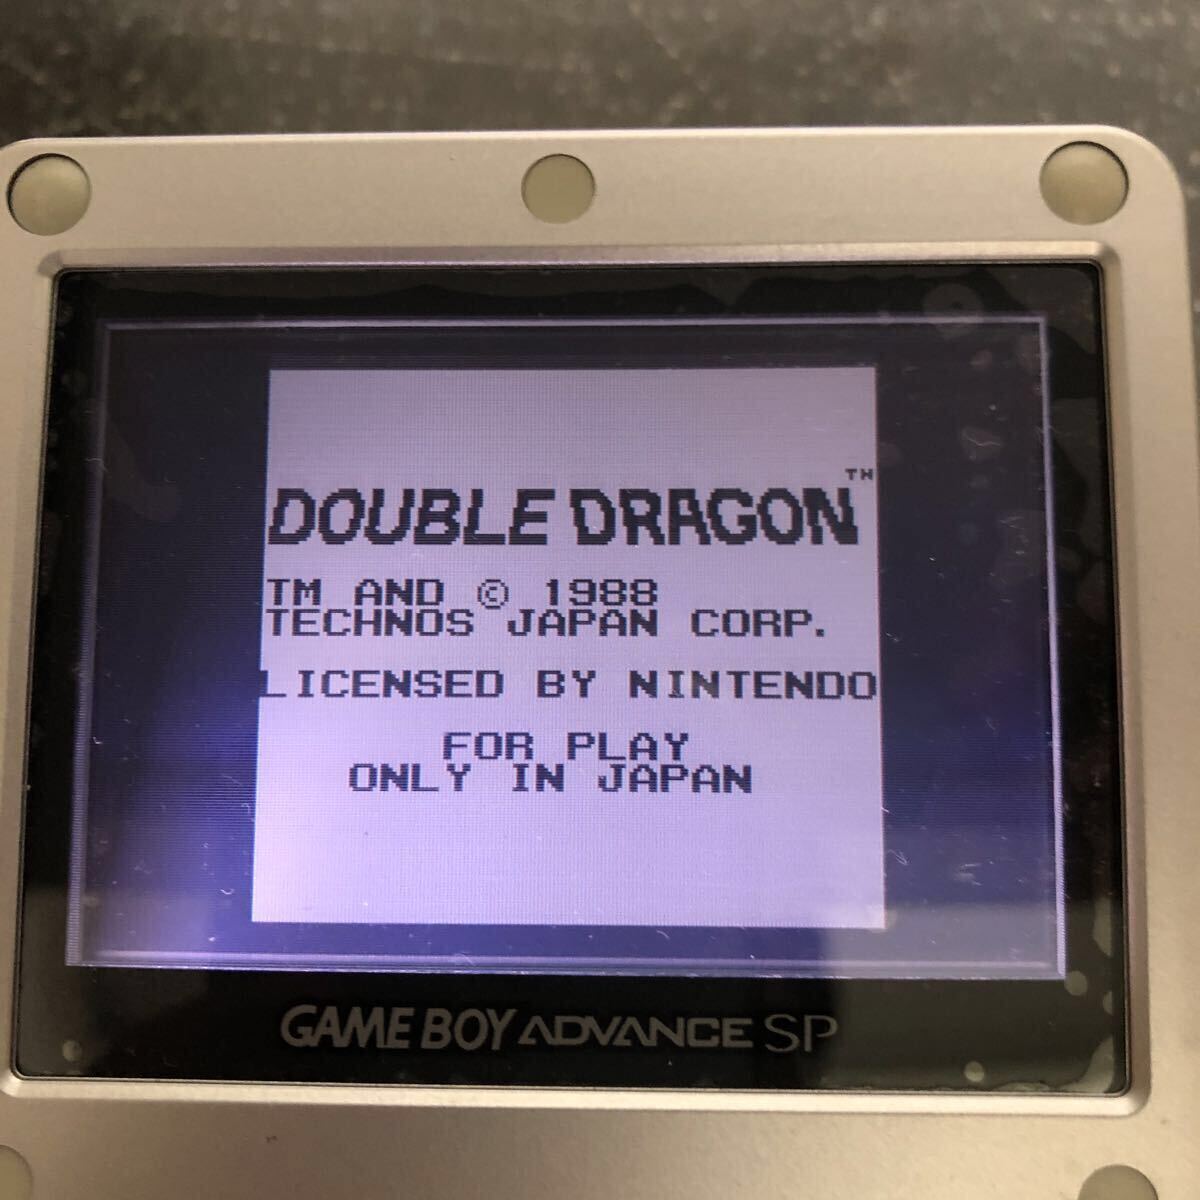 DOUBLE DRAGON™
TM AND © 1988
TECHNOS JAPAN CORP.
LICENSED BY NINTENDO
FOR PLAY
ONLY IN JAPAN
GAME BOY ADVANCE SP